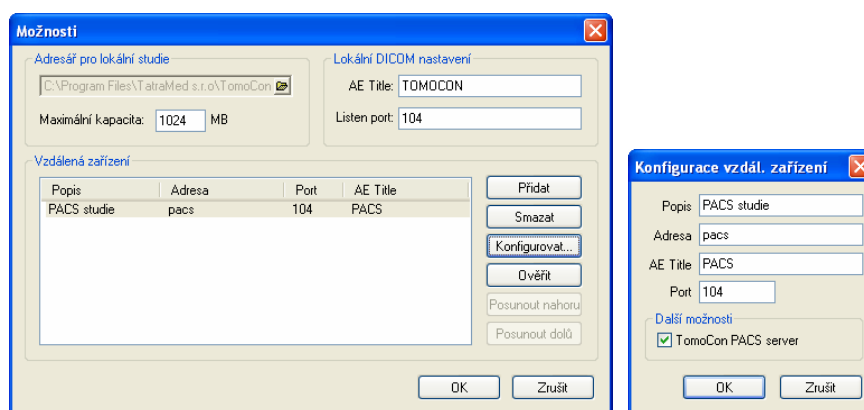 Možnosti
Adresář pro lokální studie
C:\Program Files\TatraMed s.r.o\TomoCon
Maximální kapacita: 1024 MB
Lokální DICOM nastavení
AE Title: TOMOCON
Listen port: 104
Vzdálená zařízení
Popis Adresa Port AE Title
PACS studie pacs 104 PACS
Přidat
Smazat
Konfigurovat...
Ověřit
Posunout nahoru
Posunout dolů
OK Zrušit
Konfigurace vzdál. zařízení
Popis PACS studie
Adresa pacs
AE Title PACS
Port 104
Další možnosti
TomoCon PACS server
OK Zrušit